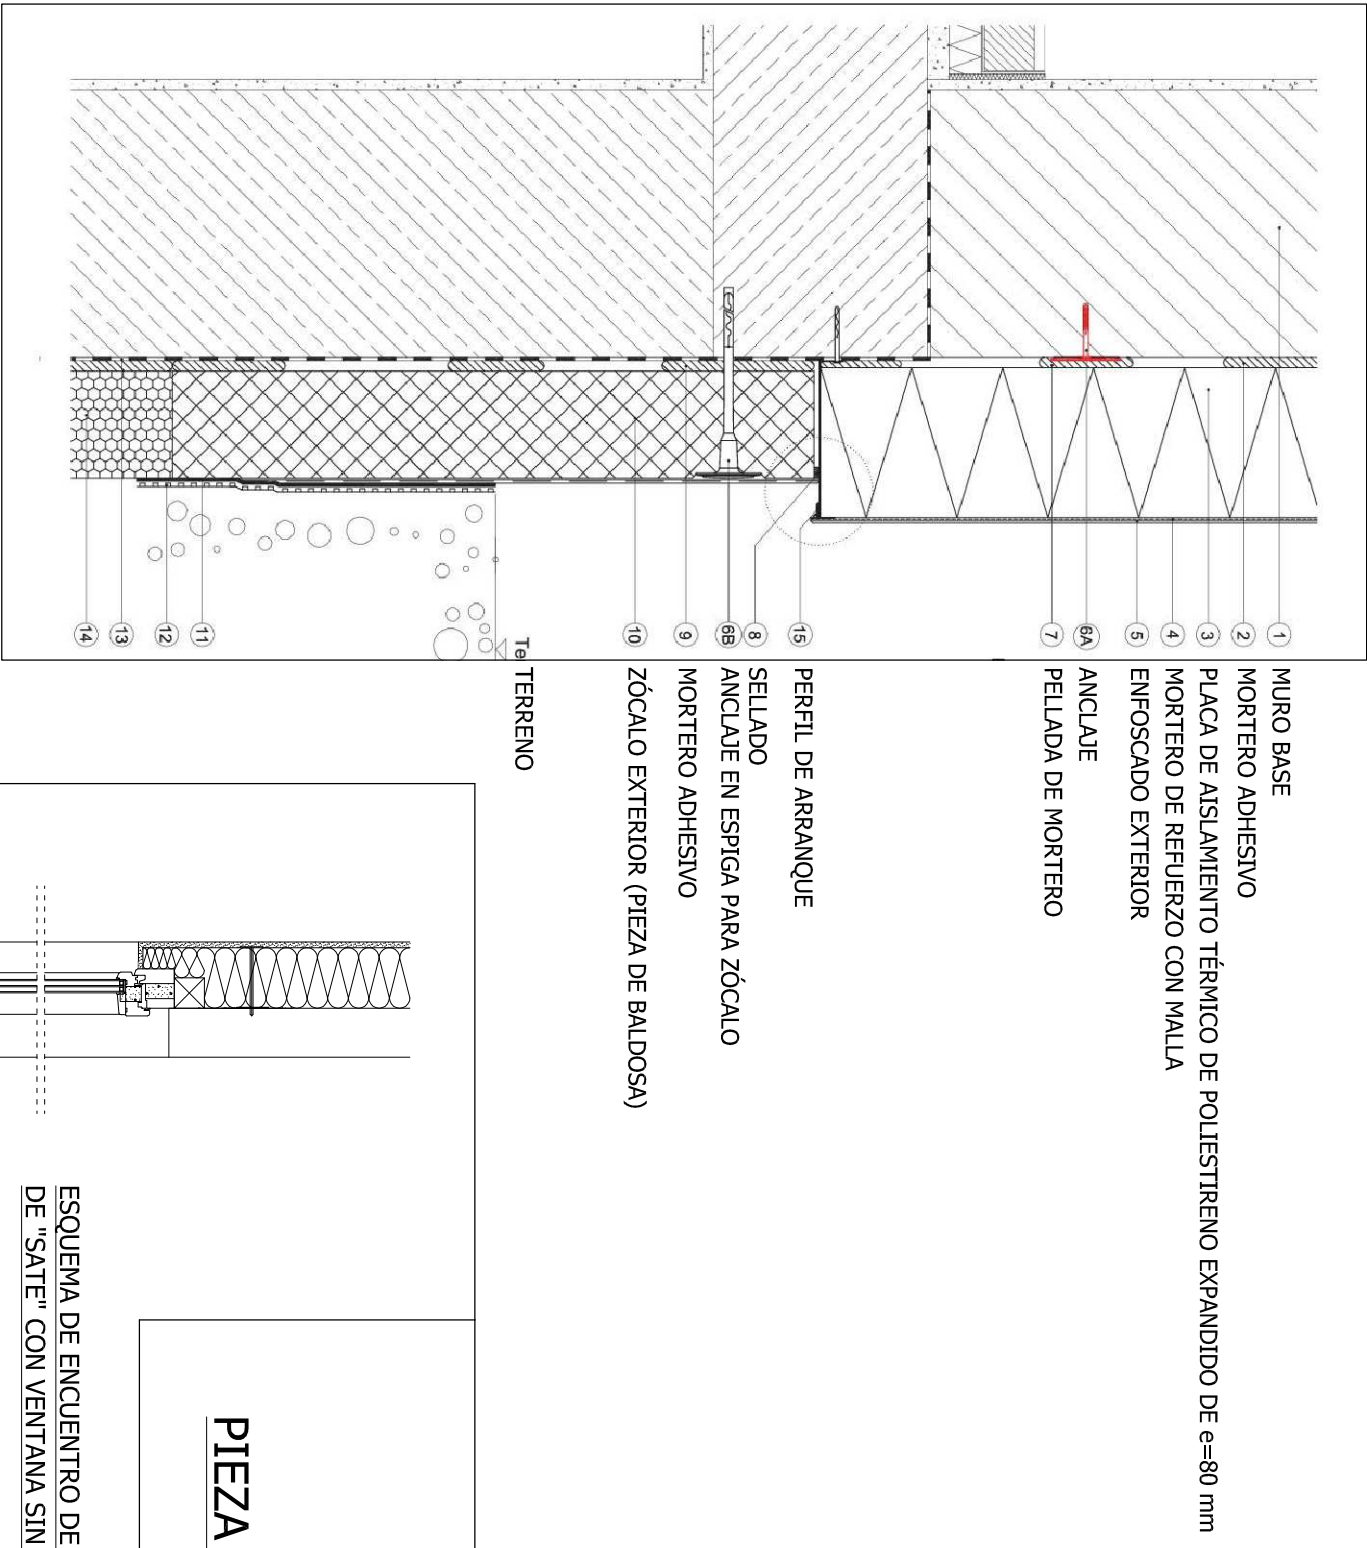 1 MURO BASE
2 MORTERO ADHESIVO
3 PLACA DE AISLAMIENTO TÉRMICO DE POLIESTIRENO EXPANDIDO DE e=80 mm
4 MORTERO DE REFUERZO CON MALLA
5 ENFOSCADO EXTERIOR
6A ANCLAJE
7 PELLADA DE MORTERO
15 PERFIL DE ARRANQUE
8 SELLADO
6B ANCLAJE EN ESPIGA PARA ZÓCALO
9 MORTERO ADHESIVO
10 ZÓCALO EXTERIOR (PIEZA DE BALDOSA)
Te TERRENO
11
12
13
14
PIEZA
ESQUEMA DE ENCUENTRO DE
DE "SATE" CON VENTANA SIN